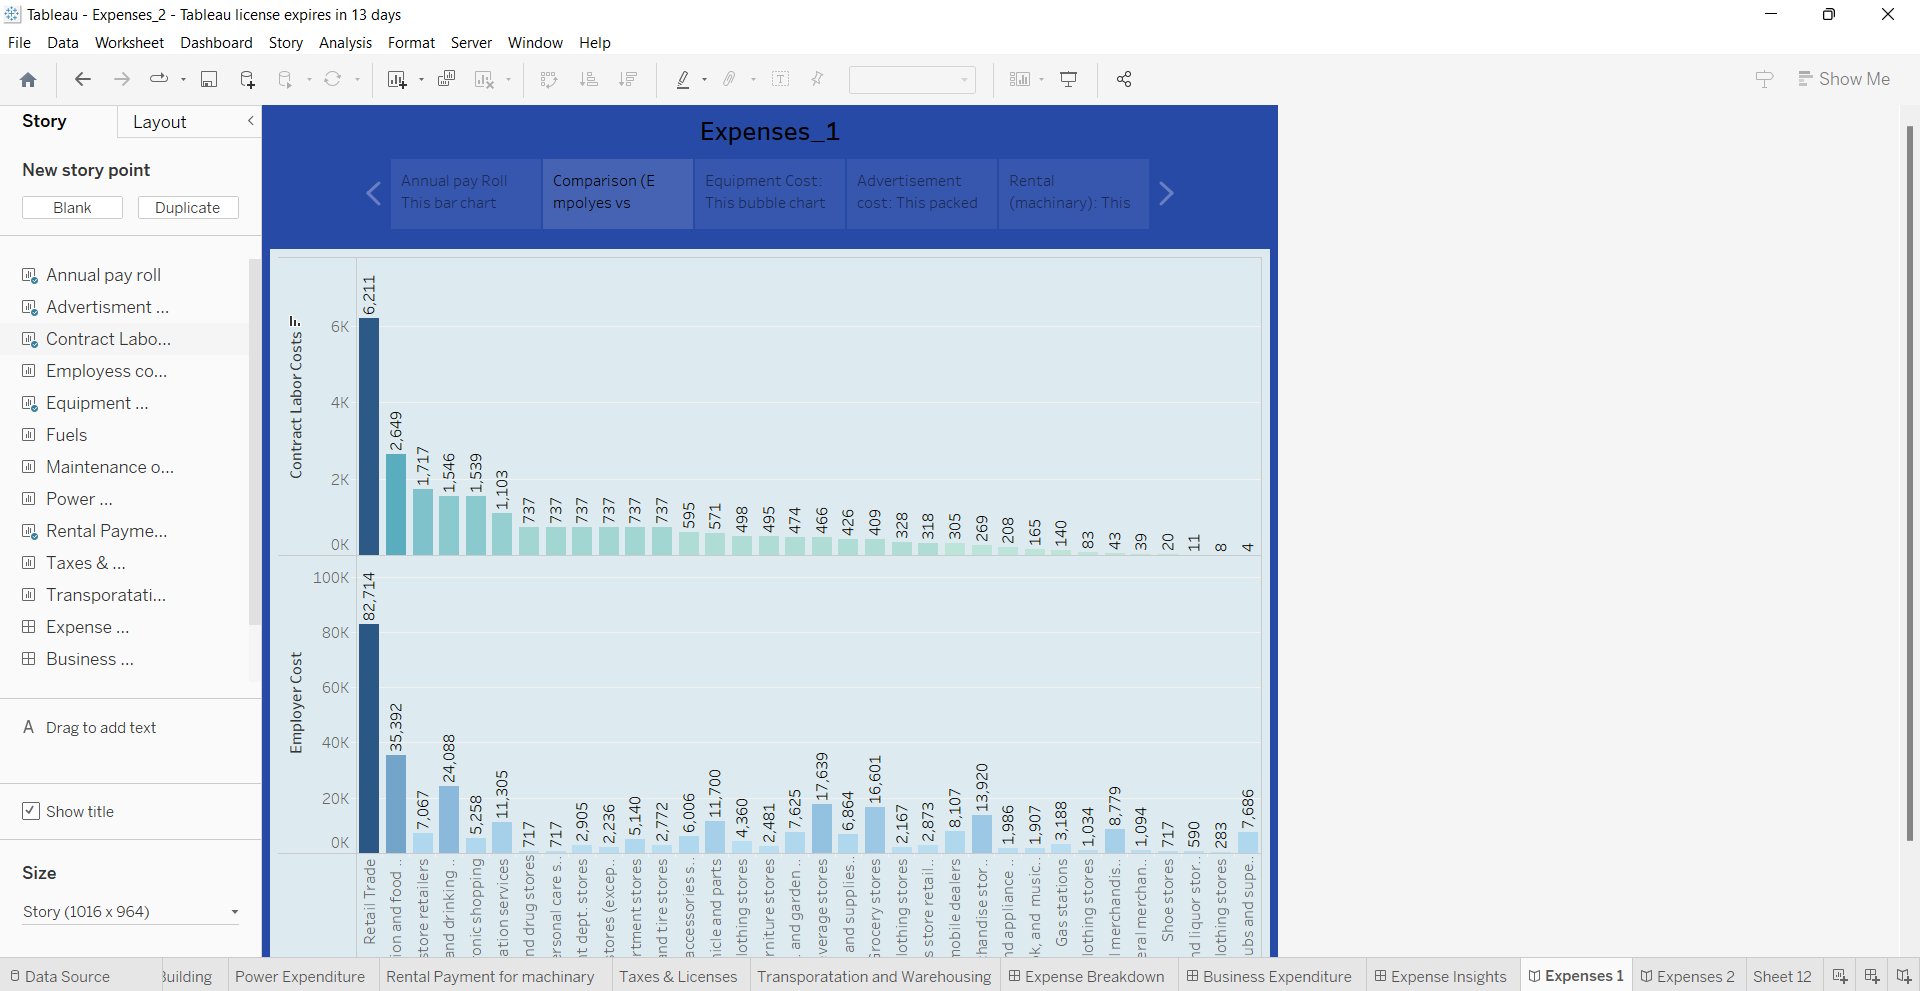 Tableau - Expenses_2 - Tableau license expires in 13 days
File Data Worksheet Dashboard Story Analysis Format Server Window Help
Show Me
Story
Layout
New story point
Blank
Duplicate
Annual pay roll
Advertisment ...
Contract Labo...
Employess co...
Equipment ...
Fuels
Maintenance o...
Power ...
Rental Payme...
Taxes & ...
Transporatati...
Expense ...
Business ...
A Drag to add text
Show title
Size
Story (1016 x 964)
Expenses_1
Annual pay Roll
This bar chart
Comparison (E
mpolyes vs
Equipment Cost:
This bubble chart
Advertisement
cost: This packed
Rental
(machinary): This
Contract Labor Costs
6K
4K
2K
0K
6,211 2,649 1,717 1,546 1,539 1,103 737 737 737 737 737 737 595 571 498 495 474 466 426 409 328 318 305 269 208 165 140 83 43 39 20 11 8 4
Employer Cost
100K
80K
60K
40K
20K
0K
82,714 35,392 7,067 24,088 5,258 11,305 717 717 2,905 2,236 5,140 2,772 6,006 11,700 4,360 2,481 7,625 17,639 6,864 16,601 2,167 2,873 8,107 13,920 1,986 1,907 3,188 1,034 8,779 1,094 717 590 283 7,686
Retail Trade
ion and food ..
store retailers
and drinking ..
onic shopping
ation services
nd drug stores
ersonal care s..
nt dept. stores
stores (excep..
rtment stores
and tire stores
accessories s..
icle and parts
lothing stores
rniture stores
. and garden ..
verage stores
and supplies..
Grocery stores
lothing stores
s store retail..
mobile dealers
chandise stor..
nd appliance ..
k, and music..
Gas stations
lothing stores
l merchandis..
eral merchan..
Shoe stores
nd liquor stor..
lothing stores
ubs and supe..
Data Source
Building
Power Expenditure
Rental Payment for machinary
Taxes & Licenses
Transporatation and Warehousing
Expense Breakdown
Business Expenditure
Expense Insights
Expenses 1
Expenses 2
Sheet 12